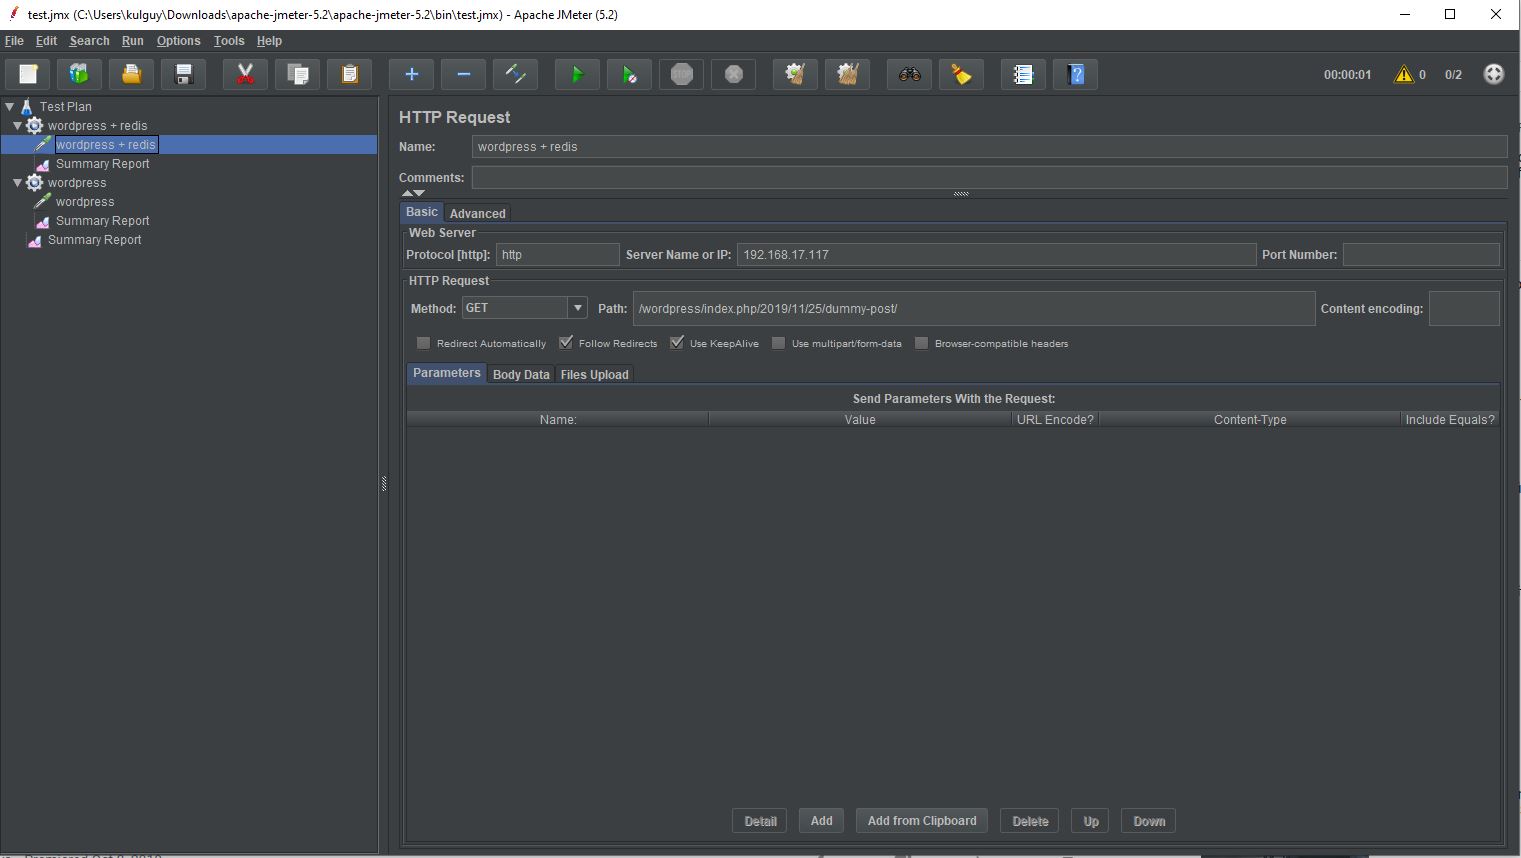 test.jmx (C:\Users\kulguy\Downloads\apache-jmeter-5.2\apache-jmeter-5.2\bin\test.jmx) - Apache JMeter (5.2)
File Edit Search Run Options Tools Help
STOP 00:00:01 0 0/2
Test Plan
wordpress + redis
wordpress + redis
Summary Report
wordpress
wordpress
Summary Report
Summary Report
HTTP Request
Name: wordpress + redis
Comments:
Basic Advanced
Web Server
Protocol [http]: http Server Name or IP: 192.168.17.117 Port Number:
HTTP Request
Method: GET Path: /wordpress/index.php/2019/11/25/dummy-post/ Content encoding:
Redirect Automatically Follow Redirects Use KeepAlive Use multipart/form-data Browser-compatible headers
Parameters Body Data Files Upload
Send Parameters With the Request:
Name: Value URL Encode? Content-Type Include Equals?
Detail Add Add from Clipboard Delete Up Down